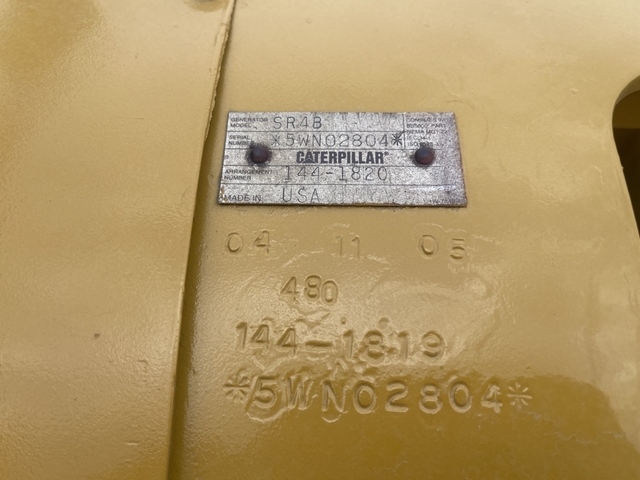 GENERATOR MODEL SR4B
SERIAL NUMBER *5WN02804*
CATERPILLAR
ARRANGEMENT NUMBER 144-1820
MADE IN USA
04 11 05
480
144-1819
*5WN02804*